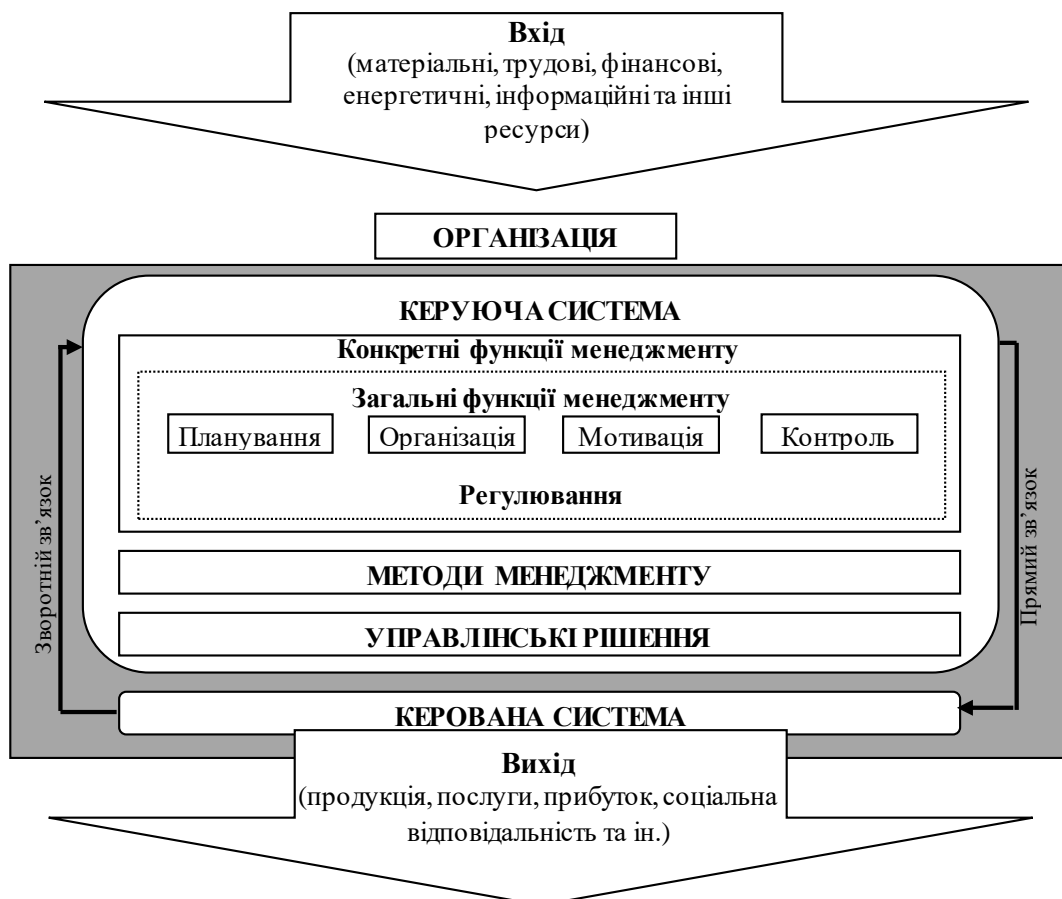 Вхід
(матеріальні, трудові, фінансові,
енергетичні, інформаційні та інші
ресурси)
ОРГАНІЗАЦІЯ
КЕРУЮЧА СИСТЕМА
Конкретні функції менеджменту
Загальні функції менеджменту
Планування
Організація
Мотивація
Контроль
Регулювання
МЕТОДИ МЕНЕДЖМЕНТУ
УПРАВЛІНСЬКІ РІШЕННЯ
Зворотній зв’язок
Прямий зв’язок
КЕРОВАНА СИСТЕМА
Вихід
(продукція, послуги, прибуток, соціальна
відповідальність та ін.)